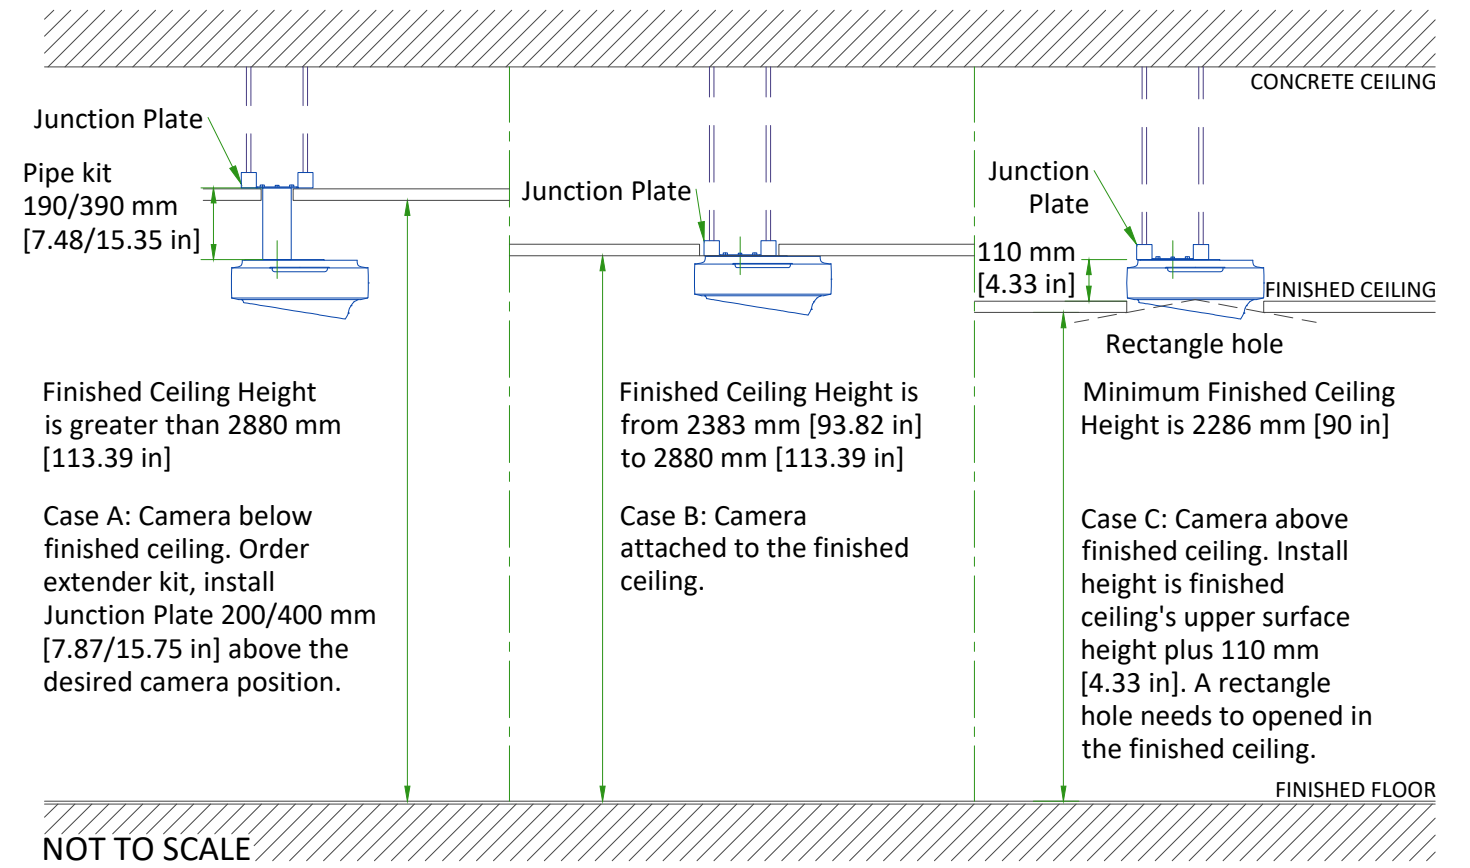 CONCRETE CEILING
Junction Plate
Pipe kit
190/390 mm
[7.48/15.35 in]
Finished Ceiling Height
is greater than 2880 mm
[113.39 in]
Case A: Camera below
finished ceiling. Order
extender kit, install
Junction Plate 200/400 mm
[7.87/15.75 in] above the
desired camera position.
Junction Plate
Finished Ceiling Height is
from 2383 mm [93.82 in]
to 2880 mm [113.39 in]
Case B: Camera
attached to the finished
ceiling.
Junction
Plate
110 mm
[4.33 in]
FINISHED CEILING
Rectangle hole
Minimum Finished Ceiling
Height is 2286 mm [90 in]
Case C: Camera above
finished ceiling. Install
height is finished
ceiling's upper surface
height plus 110 mm
[4.33 in]. A rectangle
hole needs to opened in
the finished ceiling.
FINISHED FLOOR
NOT TO SCALE